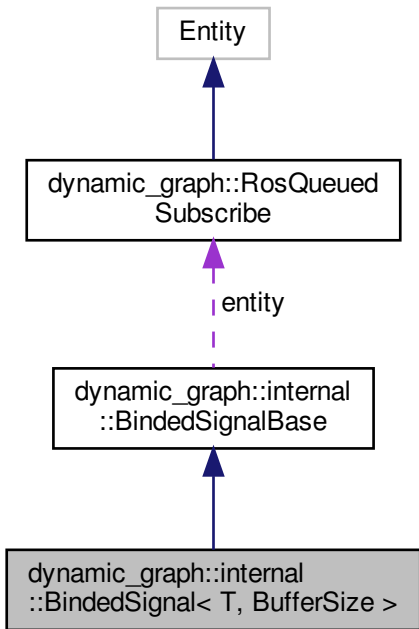 Entity
dynamic_graph::RosQueued
Subscribe
entity
dynamic_graph::internal
::BindedSignalBase
dynamic_graph::internal
::BindedSignal< T, BufferSize >